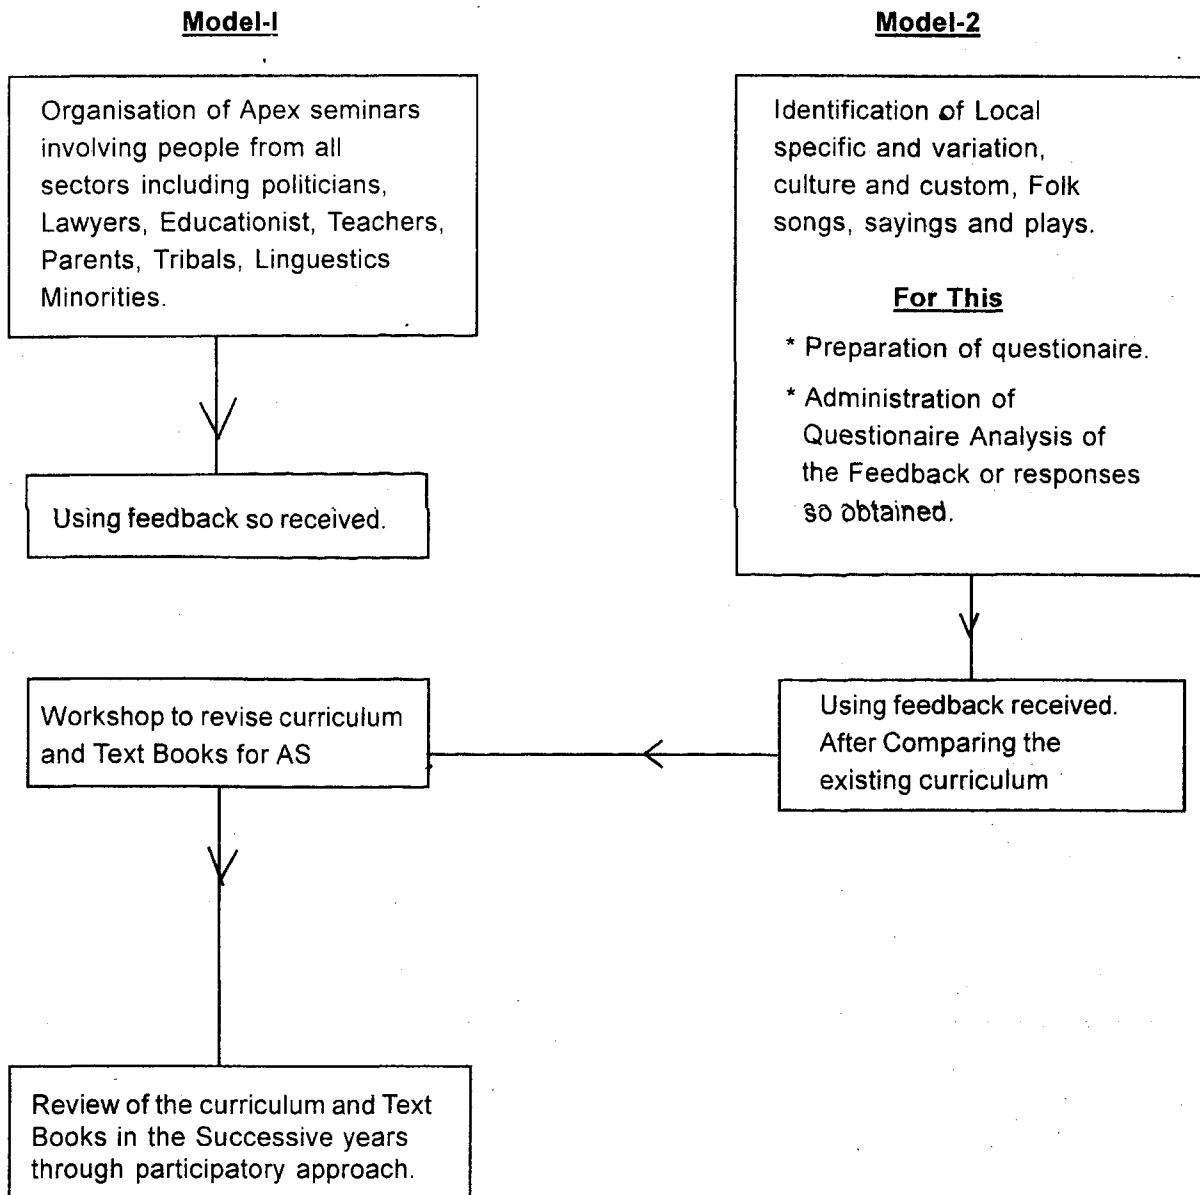 Model-I
Organisation of Apex seminars
involving people from all
sectors including politicians,
Lawyers, Educationist, Teachers,
Parents, Tribals, Linguestics
Minorities.
Using feedback so received.
Workshop to revise curriculum
and Text Books for AS
Review of the curriculum and Text
Books in the Successive years
through participatory approach.
Model-2
Identification of Local
specific and variation,
culture and custom, Folk
songs, sayings and plays.
For This
* Preparation of questionaire.
* Administration of
Questionaire Analysis of
the Feedback or responses
so obtained.
Using feedback received.
After Comparing the
existing curriculum